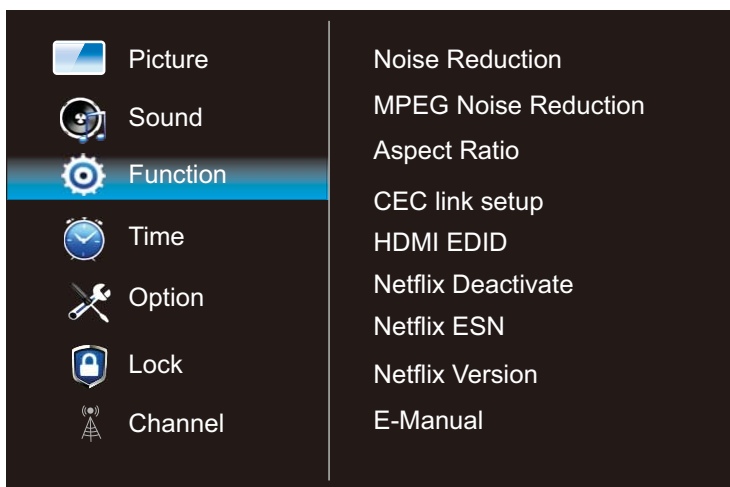 Picture
Sound
Function
Time
Option
Lock
Channel
Noise Reduction
MPEG Noise Reduction
Aspect Ratio
CEC link setup
HDMI EDID
Netflix Deactivate
Netflix ESN
Netflix Version
E-Manual